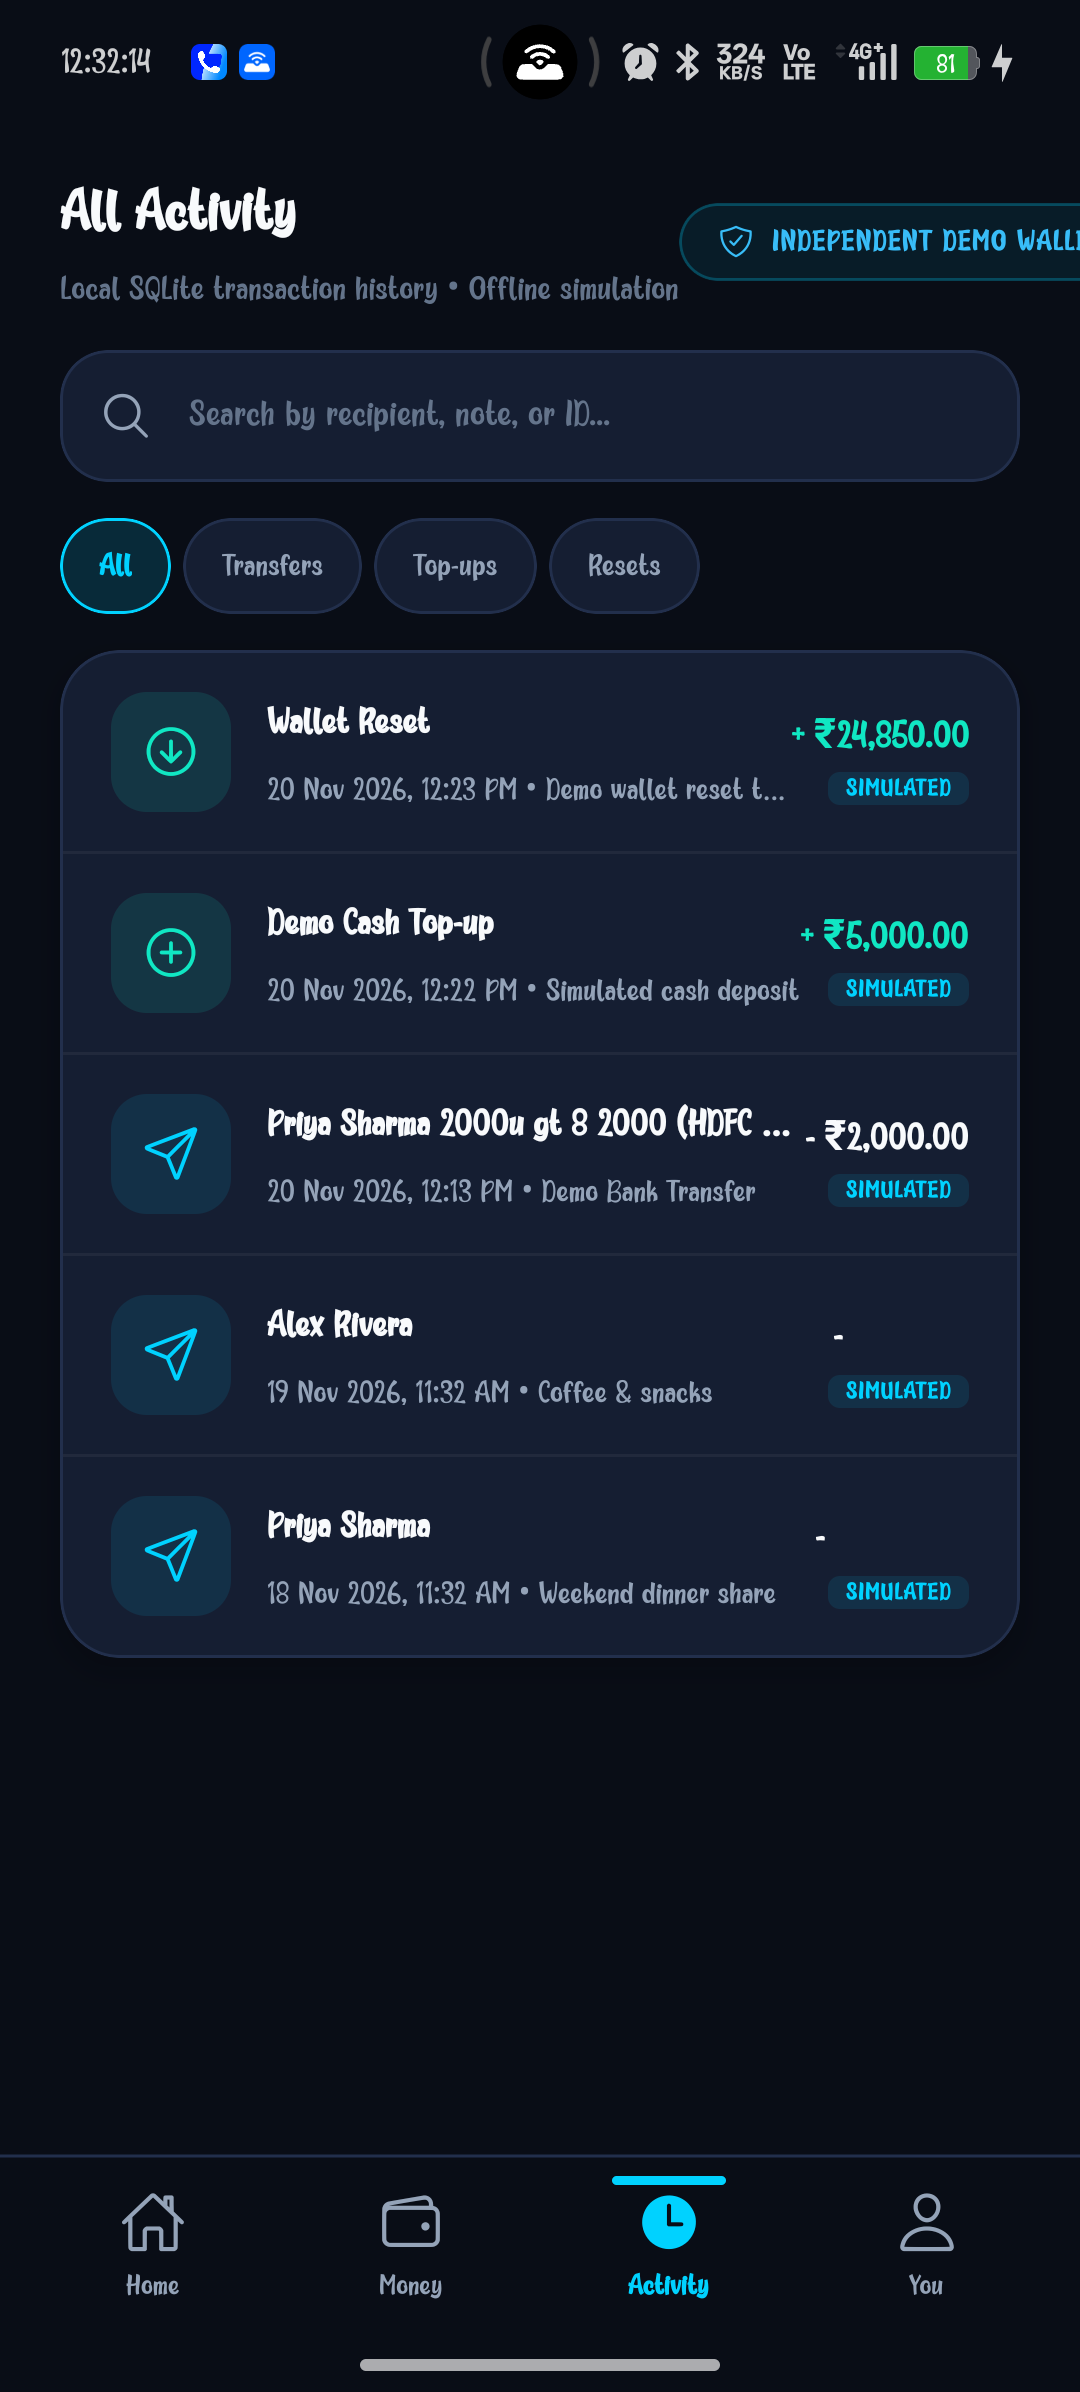 12:32:14
324 KB/S
Vo LTE
4G+
81
All Activity
INDEPENDENT DEMO
Local SQLite transaction history • Offline simulation
Search by recipient, note, or ID...
All
Transfers
Top-ups
Resets
Wallet Reset
+ ₹24,850.00
20 Nov 2026, 12:23 PM • Demo wallet reset t...
SIMULATED
Demo Cash Top-up
+ ₹5,000.00
20 Nov 2026, 12:22 PM • Simulated cash deposit
SIMULATED
Priya Sharma 2000u gt 8 2000 (HDFC ...
- ₹2,000.00
20 Nov 2026, 12:13 PM • Demo Bank Transfer
SIMULATED
Alex Rivera
-
19 Nov 2026, 11:32 AM • Coffee & snacks
SIMULATED
Priya Sharma
-
18 Nov 2026, 11:32 AM • Weekend dinner share
SIMULATED
Home
Money
Activity
You